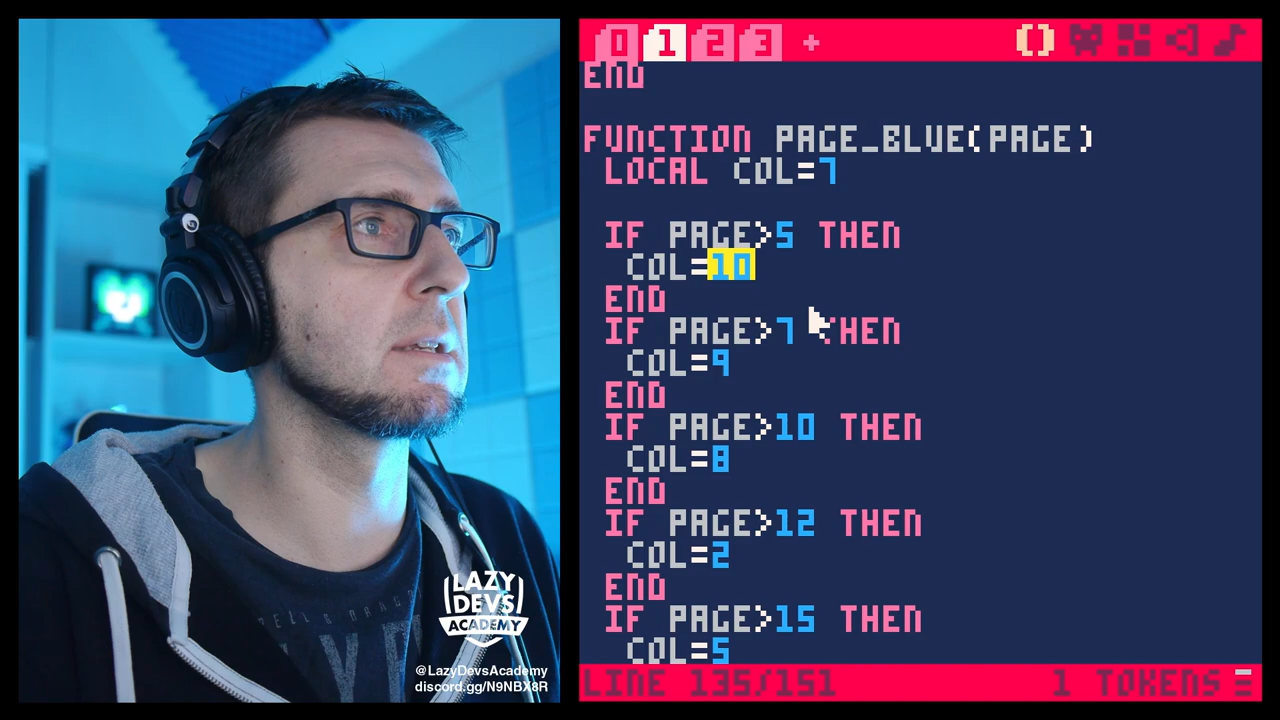 LAZY
DEVS
ACADEMY
@LazyDevsAcademy
discord.gg/N9NBX8R
0 1 2 3 +
END
FUNCTION PAGE_BLUE(PAGE)
LOCAL COL=7
IF PAGE>5 THEN
COL=10
END
IF PAGE>7 THEN
COL=9
END
IF PAGE>10 THEN
COL=8
END
IF PAGE>12 THEN
COL=2
END
IF PAGE>15 THEN
COL=5
LINE 135/151
1 TOKENS